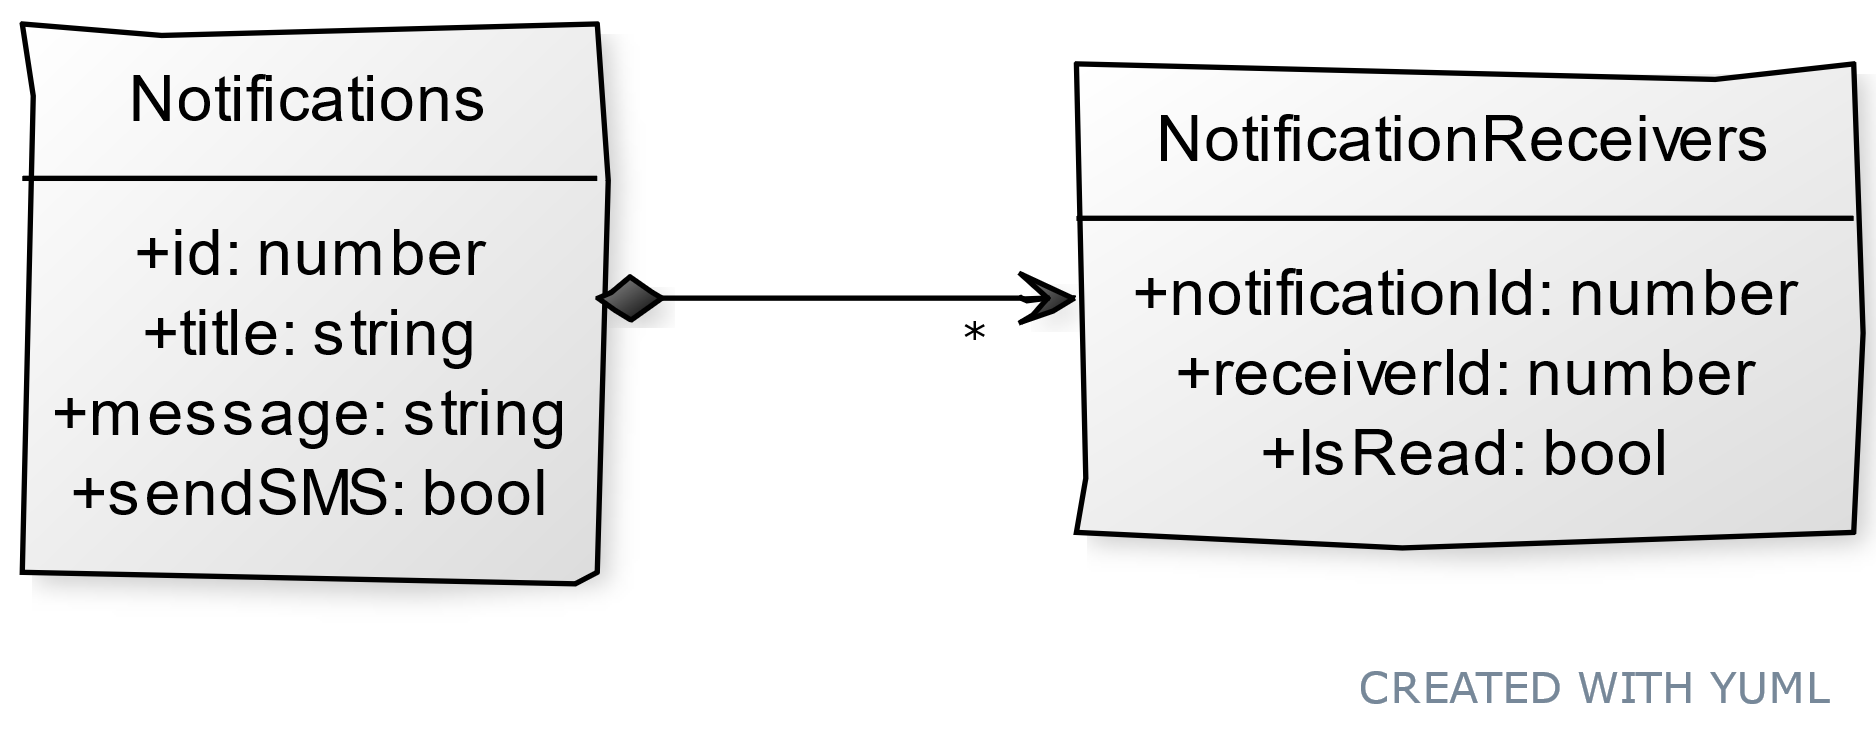 Notifications
+id: number
+title: string
+message: string
+sendSMS: bool
*
NotificationReceivers
+notificationId: number
+receiverId: number
+IsRead: bool
CREATED WITH YUML